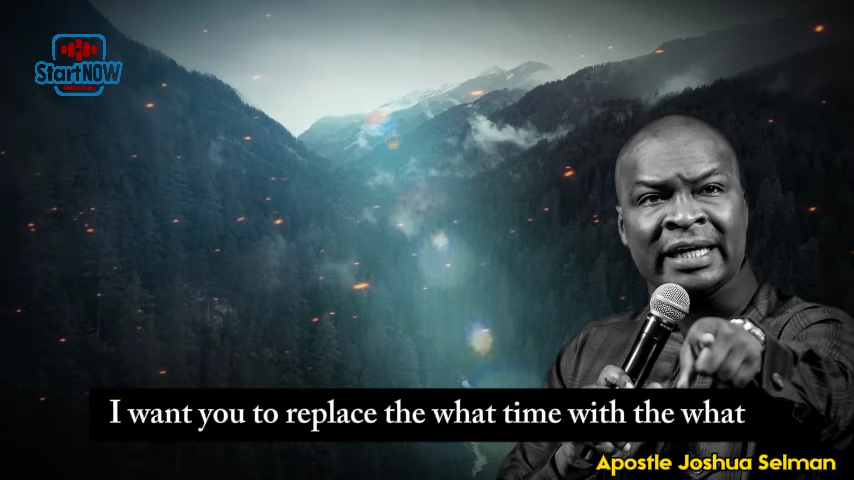 StartNOW
I want you to replace the what time with the what
Apostle Joshua Selman